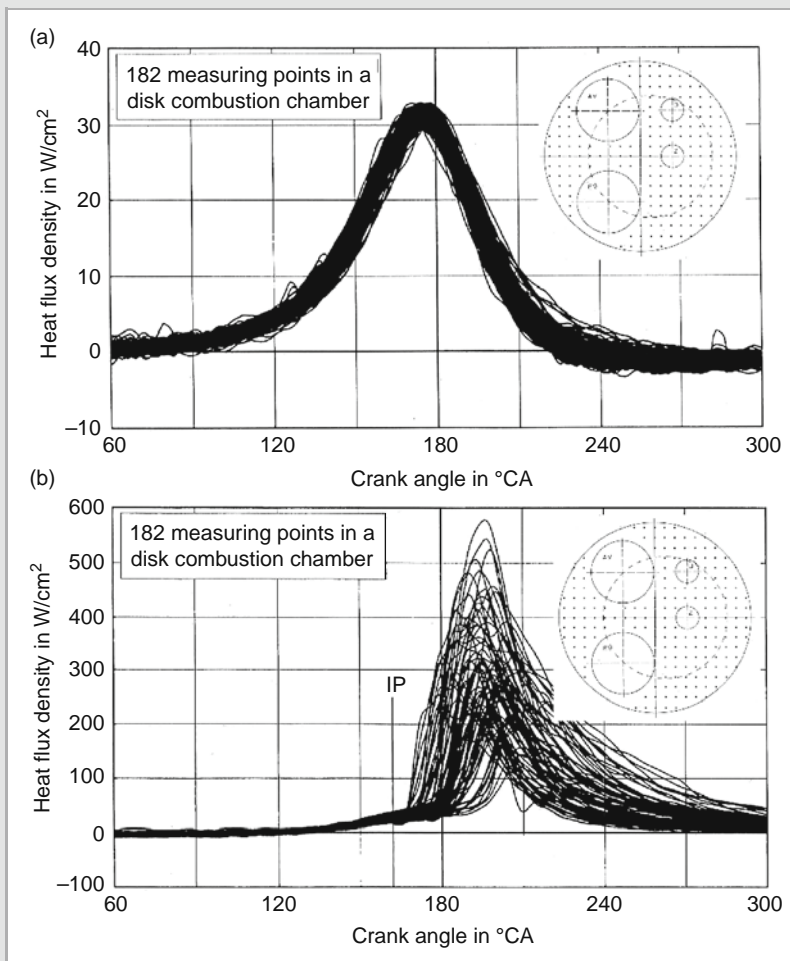 (a)
40
30
20
10
0
–10
Heat flux density in W/cm²
182 measuring points in a
disk combustion chamber
AV
Z
60
120
180
240
300
Crank angle in °CA
(b)
600
500
400
300
200
100
0
–100
Heat flux density in W/cm²
182 measuring points in a
disk combustion chamber
IP
AV
Z
60
120
180
240
300
Crank angle in °CA